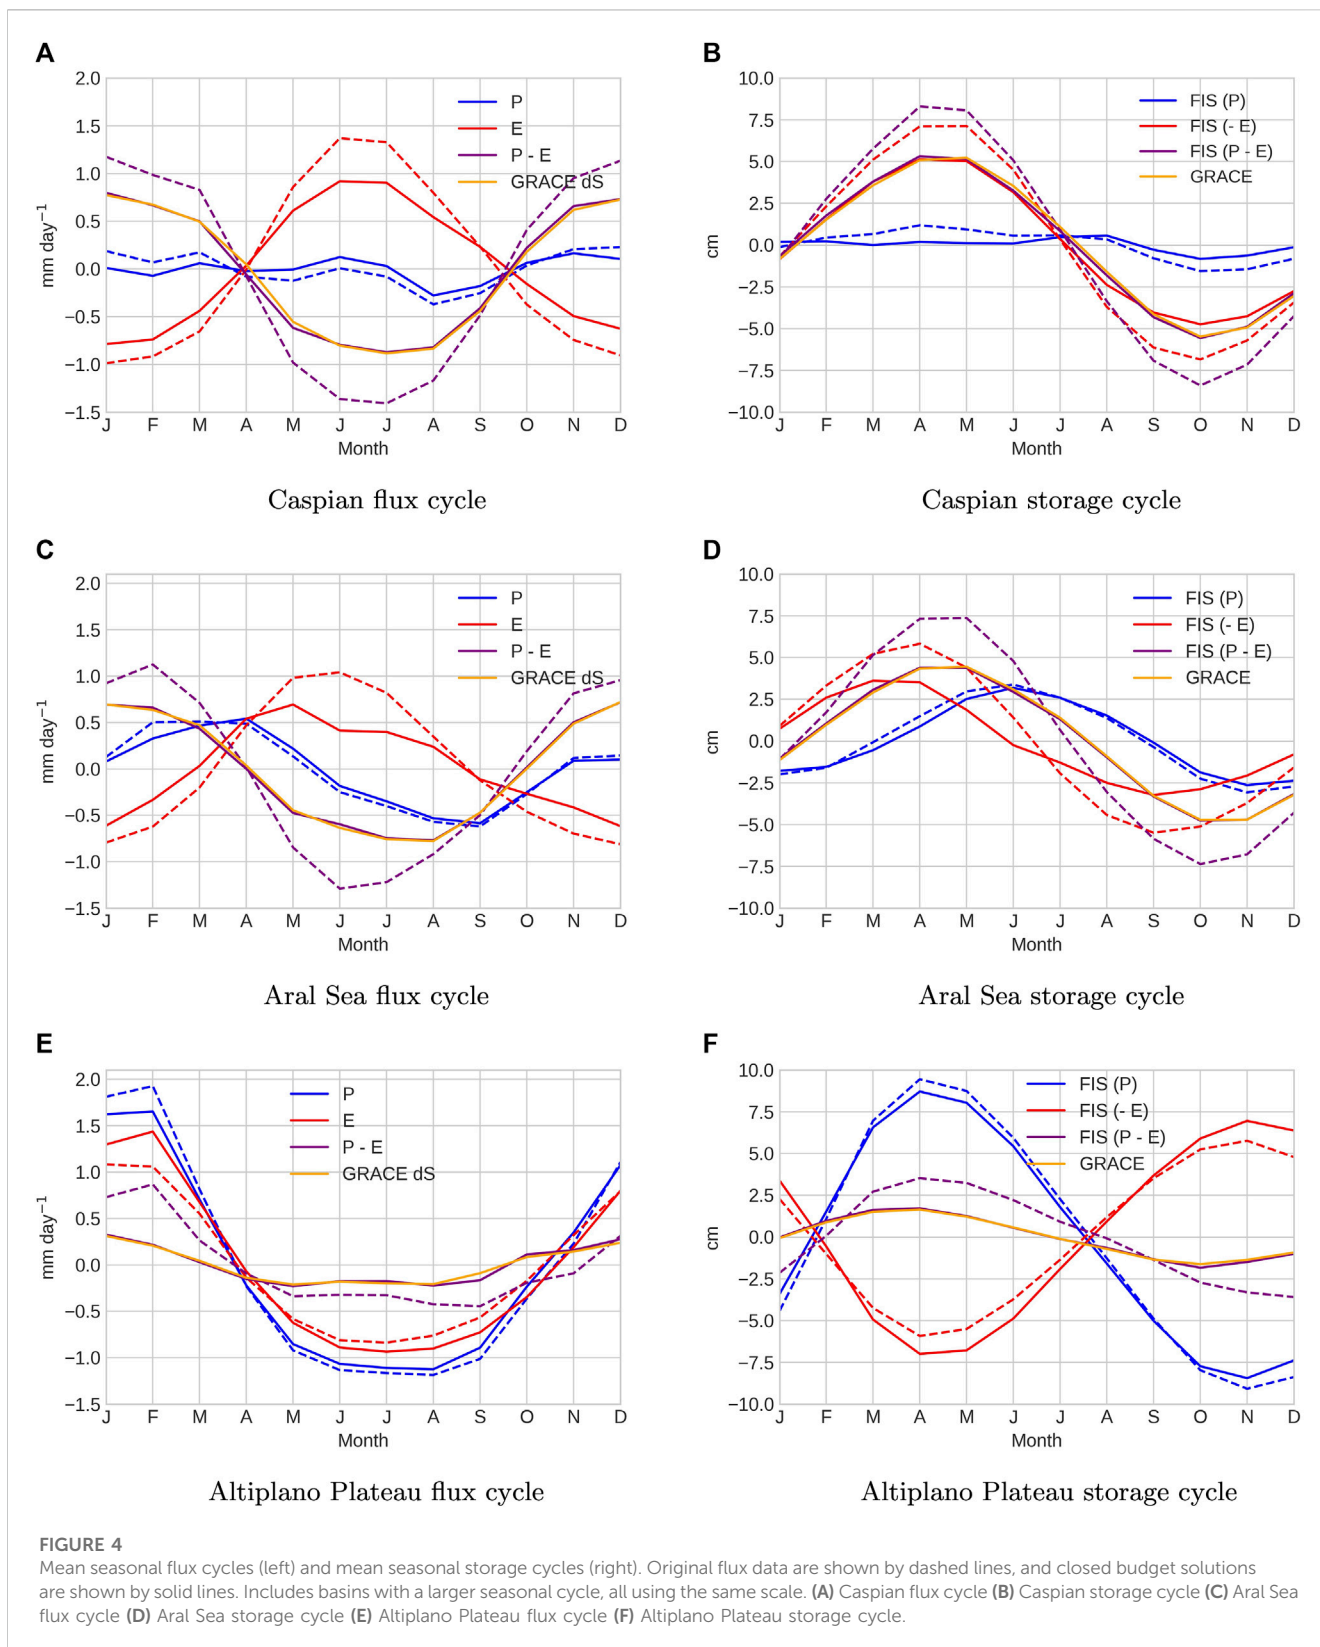 A
2.0
1.5
1.0
0.5
0.0
−0.5
−1.0
−1.5
mm day−1
P
E
P - E
GRACE dS
J F M A M J J A S O N D
Month
Caspian flux cycle
B
10.0
7.5
5.0
2.5
0.0
−2.5
−5.0
−7.5
−10.0
cm
FIS (P)
FIS (- E)
FIS (P - E)
GRACE
J F M A M J J A S O N D
Month
Caspian storage cycle
C
2.0
1.5
1.0
0.5
0.0
−0.5
−1.0
−1.5
mm day−1
P
E
P - E
GRACE dS
J F M A M J J A S O N D
Month
Aral Sea flux cycle
D
10.0
7.5
5.0
2.5
0.0
−2.5
−5.0
−7.5
−10.0
cm
FIS (P)
FIS (- E)
FIS (P - E)
GRACE
J F M A M J J A S O N D
Month
Aral Sea storage cycle
E
2.0
1.5
1.0
0.5
0.0
−0.5
−1.0
−1.5
mm day−1
P
E
P - E
GRACE dS
J F M A M J J A S O N D
Month
Altiplano Plateau flux cycle
F
10.0
7.5
5.0
2.5
0.0
−2.5
−5.0
−7.5
−10.0
cm
FIS (P)
FIS (- E)
FIS (P - E)
GRACE
J F M A M J J A S O N D
Month
Altiplano Plateau storage cycle
FIGURE 4
Mean seasonal flux cycles (left) and mean seasonal storage cycles (right). Original flux data are shown by dashed lines, and closed budget solutions
are shown by solid lines. Includes basins with a larger seasonal cycle, all using the same scale. (A) Caspian flux cycle (B) Caspian storage cycle (C) Aral Sea
flux cycle (D) Aral Sea storage cycle (E) Altiplano Plateau flux cycle (F) Altiplano Plateau storage cycle.